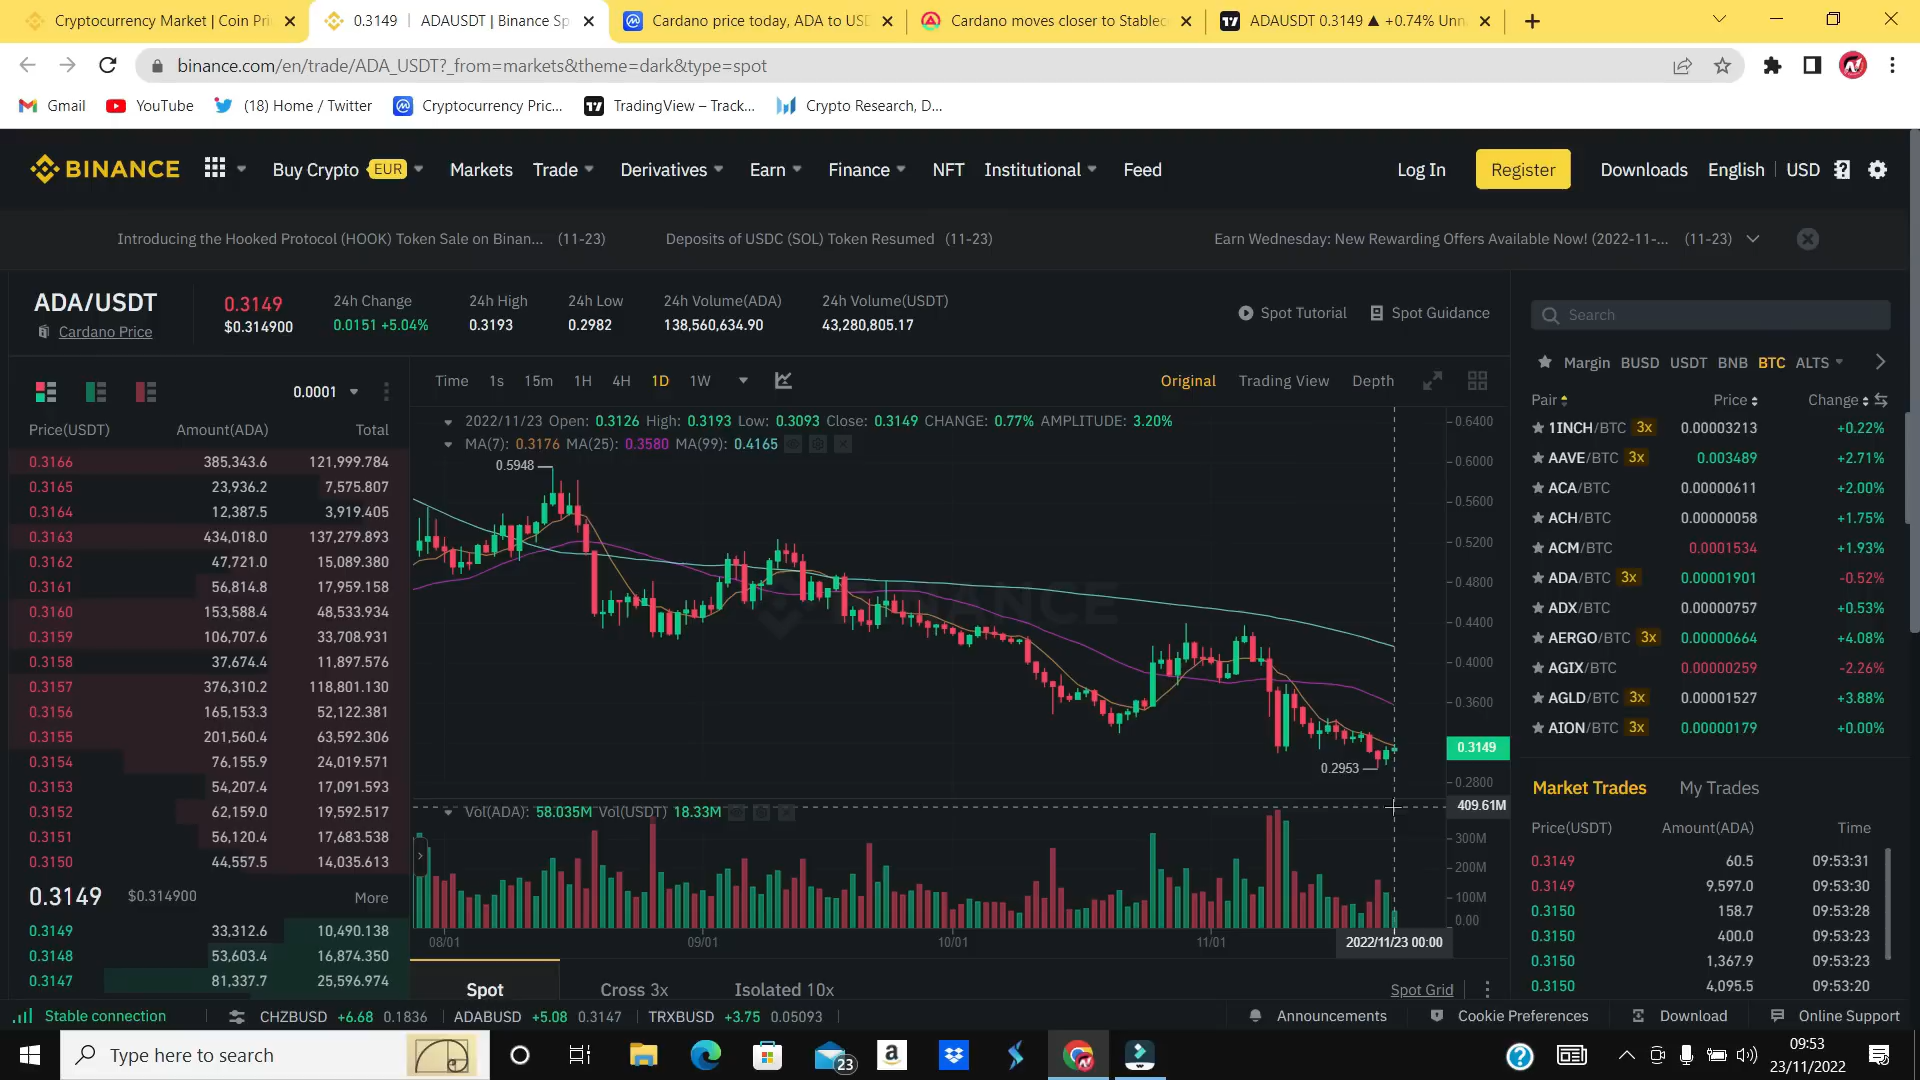 Cryptocurrency Market | Coin Pri
0.3149 ADAUSDT | Binance Sp
Cardano price today, ADA to USD
Cardano moves closer to Stablec
ADAUSDT 0.3149 ▲ +0.74% Unn
binance.com/en/trade/ADA_USDT?_from=markets&theme=dark&type=spot
Gmail YouTube (18) Home / Twitter Cryptocurrency Pric... TradingView – Track... Crypto Research, D...
BINANCE Buy Crypto EUR Markets Trade Derivatives Earn Finance NFT Institutional Feed Log In Register Downloads English USD
Introducing the Hooked Protocol (HOOK) Token Sale on Binan... (11-23) Deposits of USDC (SOL) Token Resumed (11-23) Earn Wednesday: New Rewarding Offers Available Now! (2022-11-... (11-23)
ADA/USDT 0.3149 24h Change 24h High 24h Low 24h Volume(ADA) 24h Volume(USDT)
Cardano Price $0.314900 0.0151 +5.04% 0.3193 0.2982 138,560,634.90 43,280,805.17
Spot Tutorial Spot Guidance
0.0001
Price(USDT) Amount(ADA) Total
0.3166 385,343.6 121,999.784
0.3165 23,936.2 7,575.807
0.3164 12,387.5 3,919.405
0.3163 434,018.0 137,279.893
0.3162 47,721.0 15,089.380
0.3161 56,814.8 17,959.158
0.3160 153,588.4 48,533.934
0.3159 106,707.6 33,708.931
0.3158 37,674.4 11,897.576
0.3157 376,310.2 118,801.130
0.3156 165,153.3 52,122.381
0.3155 201,560.4 63,592.306
0.3154 76,155.9 24,019.571
0.3153 54,207.4 17,091.593
0.3152 62,159.0 19,592.517
0.3151 56,120.4 17,683.538
0.3150 44,557.5 14,035.613
0.3149 $0.314900 More
0.3149 33,312.6 10,490.138
0.3148 53,603.4 16,874.350
0.3147 81,337.7 25,596.974
Time 1s 15m 1H 4H 1D 1W Original Trading View Depth
2022/11/23 Open: 0.3126 High: 0.3193 Low: 0.3093 Close: 0.3149 CHANGE: 0.77% AMPLITUDE: 3.20%
MA(7): 0.3176 MA(25): 0.3580 MA(99): 0.4165
0.5948
BINANCE
0.2953
0.6400
0.6000
0.5600
0.5200
0.4800
0.4400
0.4000
0.3600
0.3149
0.2800
409.61M
Vol(ADA): 58.035M Vol(USDT) 18.33M
300M
200M
100M
0.00
08/01 09/01 10/01 11/01 2022/11/23 00:00
Spot Cross 3x Isolated 10x Spot Grid
Search
Margin BUSD USDT BNB BTC ALTS
Pair Price Change
1INCH/BTC 3x 0.00003213 +0.22%
AAVE/BTC 3x 0.003489 +2.71%
ACA/BTC 0.00000611 +2.00%
ACH/BTC 0.00000058 +1.75%
ACM/BTC 0.0001534 +1.93%
ADA/BTC 3x 0.00001901 -0.52%
ADX/BTC 0.00000757 +0.53%
AERGO/BTC 3x 0.00000664 +4.08%
AGIX/BTC 0.00000259 -2.26%
AGLD/BTC 3x 0.00001527 +3.88%
AION/BTC 3x 0.00000179 +0.00%
Market Trades My Trades
Price(USDT) Amount(ADA) Time
0.3149 60.5 09:53:31
0.3149 9,597.0 09:53:30
0.3150 158.7 09:53:28
0.3150 400.0 09:53:23
0.3150 1,367.9 09:53:23
0.3150 4,095.5 09:53:20
Stable connection CHZBUSD +6.68 0.1836 ADABUSD +5.08 0.3147 TRXBUSD +3.75 0.05093 Announcements Cookie Preferences Download Online Support
Type here to search 23 09:53
23/11/2022